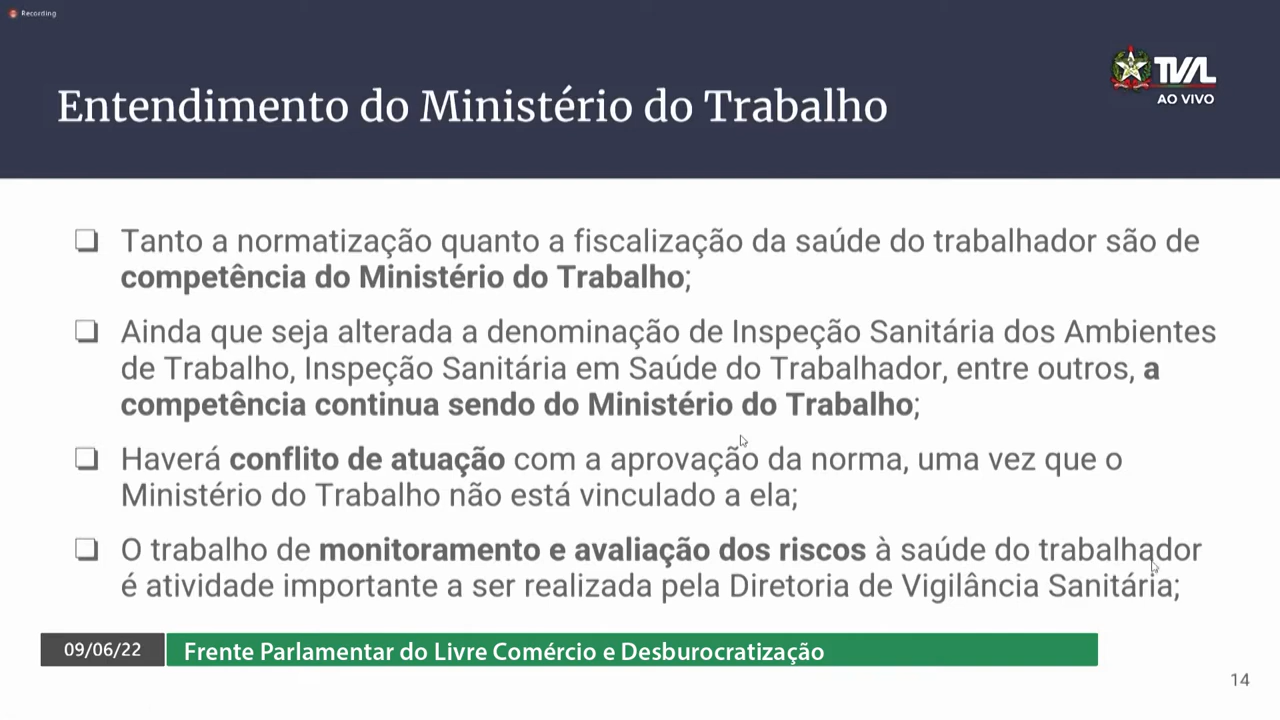 Recording
TVAL
AO VIVO
Entendimento do Ministério do Trabalho
❏ Tanto a normatização quanto a fiscalização da saúde do trabalhador são de
competência do Ministério do Trabalho;
❏ Ainda que seja alterada a denominação de Inspeção Sanitária dos Ambientes
de Trabalho, Inspeção Sanitária em Saúde do Trabalhador, entre outros, a
competência continua sendo do Ministério do Trabalho;
❏ Haverá conflito de atuação com a aprovação da norma, uma vez que o
Ministério do Trabalho não está vinculado a ela;
❏ O trabalho de monitoramento e avaliação dos riscos à saúde do trabalhador
é atividade importante a ser realizada pela Diretoria de Vigilância Sanitária;
09/06/22 Frente Parlamentar do Livre Comércio e Desburocratização
14